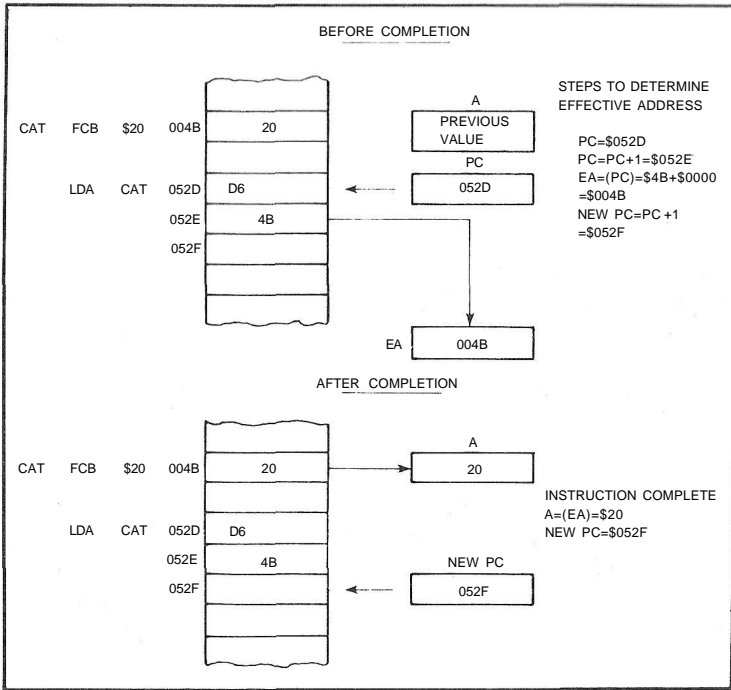 BEFORE COMPLETION
STEPS TO DETERMINE
EFFECTIVE ADDRESS
A
CAT FCB $20 004B 20
PREVIOUS
VALUE
PC=$052D
PC=PC+1=$052E
EA=(PC)=$4B+$0000
=$004B
NEW PC=PC+1
=$052F
PC
LDA CAT 052D D6 052D
052E 4B
052F
EA 004B
AFTER COMPLETION
A
CAT FCB $20 004B 20 20
INSTRUCTION COMPLETE
A=(EA)=$20
NEW PC=$052F
LDA CAT 052D D6
052E 4B NEW PC
052F 052F